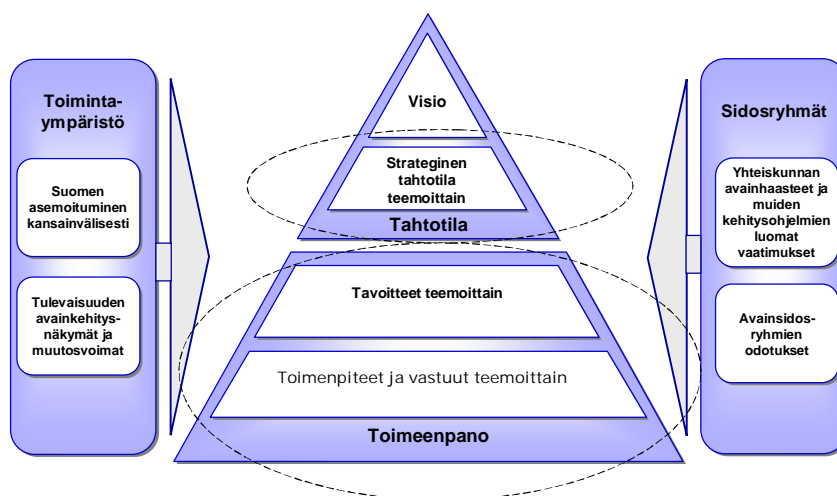 Toiminta-
ympäristö
Suomen
asemoituminen
kansainvälisesti
Tulevaisuuden
avainkehitys-
näkymät ja
muutosvoimat
Visio
Strateginen
tahtotila
teemoittain
Tahtotila
Tavoitteet teemoittain
Toimenpiteet ja vastuut teemoittain
Toimeenpano
Sidosryhmät
Yhteiskunnan
avainhaasteet ja
muiden
kehitysohjelmien
luomat
vaatimukset
Avainsidos-
ryhmien
odotukset